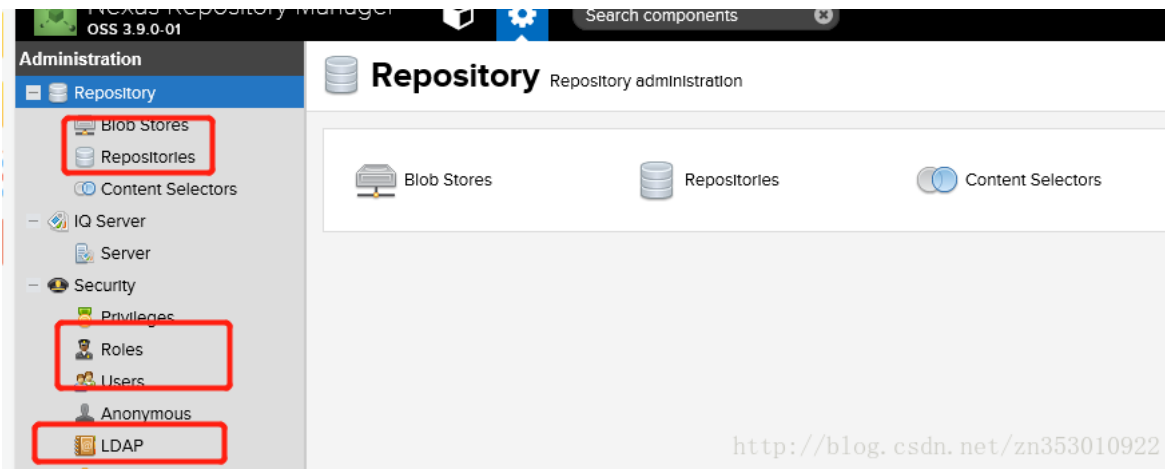 Nexus Repository Manager
OSS 3.9.0-01
Search components
Administration
Repository
Blob Stores
Repositories
Content Selectors
IQ Server
Server
Security
Privileges
Roles
Users
Anonymous
LDAP
Repository Repository administration
Blob Stores
Repositories
Content Selectors
http://blog.csdn.net/zn353010922